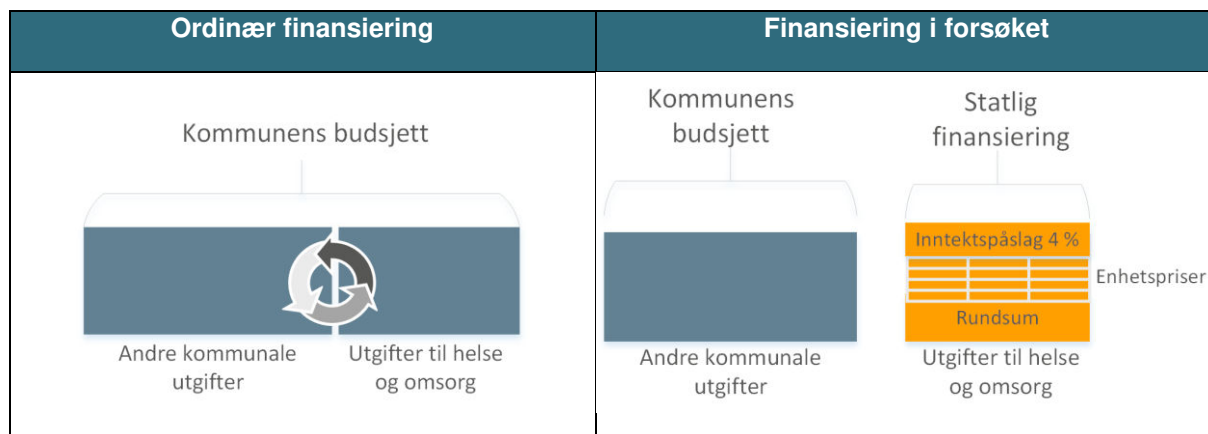 Ordinær finansiering
Kommunens budsjett
Andre kommunale
utgifter
Utgifter til helse
og omsorg
Finansiering i forsøket
Kommunens
budsjett
Andre kommunale
utgifter
Statlig
finansiering
Inntektspåslag 4 %
Enhetspriser
Rundsum
Utgifter til helse
og omsorg